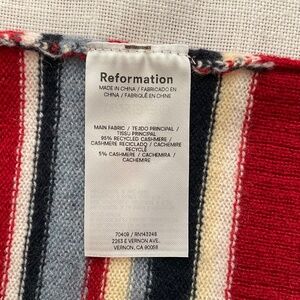 Reformation
MADE IN CHINA / FABRICADO EN
CHINA / FABRIQUÉ EN CHINE
MAIN FABRIC / TEJIDO PRINCIPAL /
TISSU PRINCIPAL
95% RECYCLED CASHMERE /
CASHMERE RECICLADO / CACHEMIRE
RECYCLÉ
5% CASHMERE / CACHEMIRA /
CACHEMIRE
70409 / RN143248
2263 E VERNON AVE.
VERNON, CA 90058